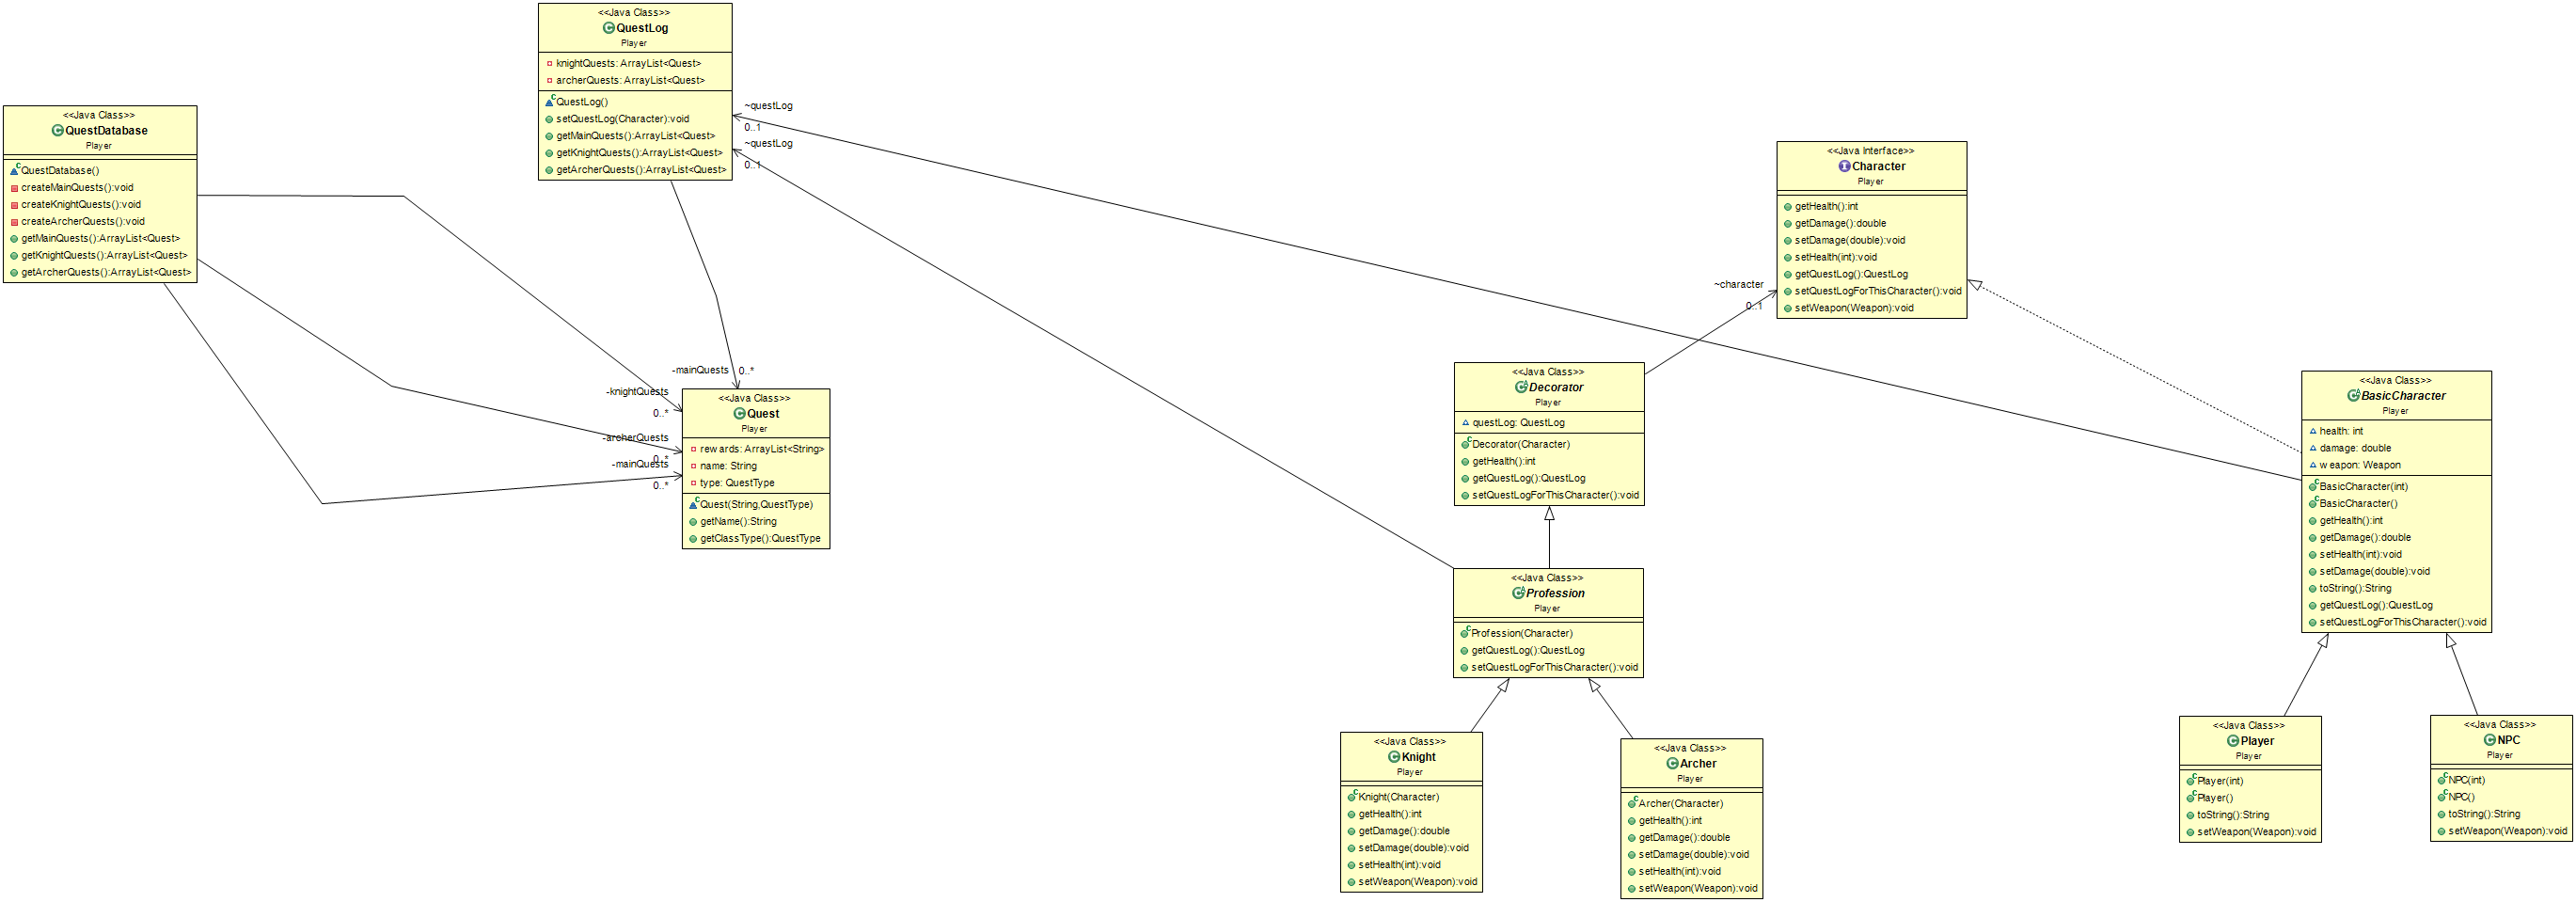 <<Java Class>>
QuestLog
Player
knightQuests: ArrayList<Quest>
archerQuests: ArrayList<Quest>
QuestLog()
setQuestLog(Character):void
getMainQuests():ArrayList<Quest>
getKnightQuests():ArrayList<Quest>
getArcherQuests():ArrayList<Quest>
<<Java Class>>
QuestDatabase
Player
QuestDatabase()
createMainQuests():void
createKnightQuests():void
createArcherQuests():void
getMainQuests():ArrayList<Quest>
getKnightQuests():ArrayList<Quest>
getArcherQuests():ArrayList<Quest>
~questLog
0..1
~questLog
0..1
<<Java Interface>>
Character
Player
getHealth():int
getDamage():double
setDamage(double):void
setHealth(int):void
getQuestLog():QuestLog
setQuestLogForThisCharacter():void
setWeapon(Weapon):void
~character
0..1
-mainQuests
0..*
-knightQuests
0..*
-archerQuests
0..*
-mainQuests
0..*
<<Java Class>>
Quest
Player
rewards: ArrayList<String>
name: String
type: QuestType
Quest(String,QuestType)
getName():String
getClassType():QuestType
<<Java Class>>
Decorator
Player
questLog: QuestLog
Decorator(Character)
getHealth():int
getQuestLog():QuestLog
setQuestLogForThisCharacter():void
<<Java Class>>
BasicCharacter
Player
health: int
damage: double
weapon: Weapon
BasicCharacter(int)
BasicCharacter()
getHealth():int
getDamage():double
setHealth(int):void
setDamage(double):void
toString():String
getQuestLog():QuestLog
setQuestLogForThisCharacter():void
<<Java Class>>
Profession
Player
Profession(Character)
getQuestLog():QuestLog
setQuestLogForThisCharacter():void
<<Java Class>>
Knight
Player
Knight(Character)
getHealth():int
getDamage():double
setDamage(double):void
setHealth(int):void
setWeapon(Weapon):void
<<Java Class>>
Archer
Player
Archer(Character)
getHealth():int
getDamage():double
setDamage(double):void
setHealth(int):void
setWeapon(Weapon):void
<<Java Class>>
Player
Player
Player(int)
Player()
toString():String
setWeapon(Weapon):void
<<Java Class>>
NPC
Player
NPC(int)
NPC()
toString():String
setWeapon(Weapon):void